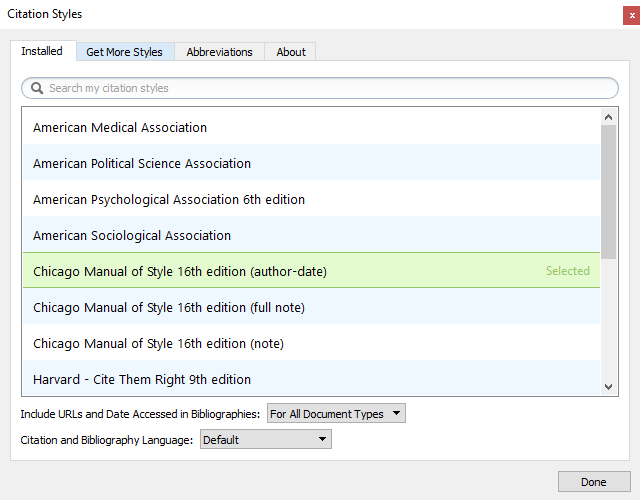 Citation Styles
x
Installed Get More Styles Abbreviations About
Search my citation styles
American Medical Association
American Political Science Association
American Psychological Association 6th edition
American Sociological Association
Chicago Manual of Style 16th edition (author-date) Selected
Chicago Manual of Style 16th edition (full note)
Chicago Manual of Style 16th edition (note)
Harvard - Cite Them Right 9th edition
Include URLs and Date Accessed in Bibliographies: For All Document Types
Citation and Bibliography Language: Default
Done